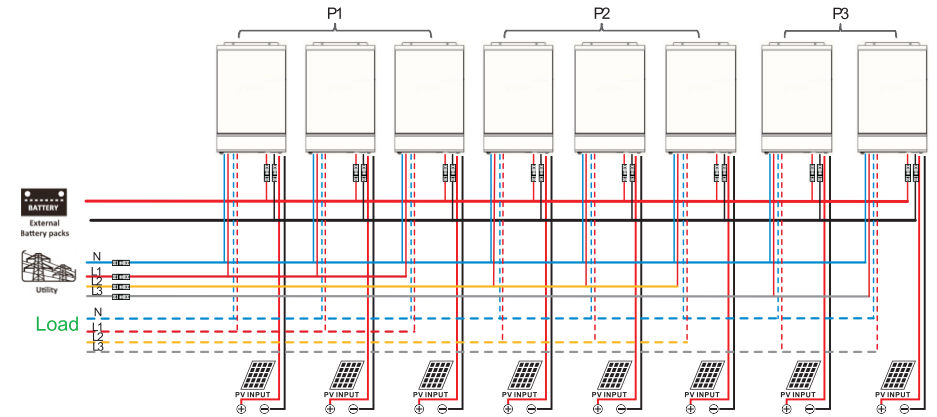 P1 P2 P3
BATTERY
External
Battery packs
Utility
N
L1
L2
L3
Load
N
L1
L2
L3
PV INPUT PV INPUT PV INPUT PV INPUT PV INPUT PV INPUT PV INPUT PV INPUT
+ − + − + − + − + − + − + − + −